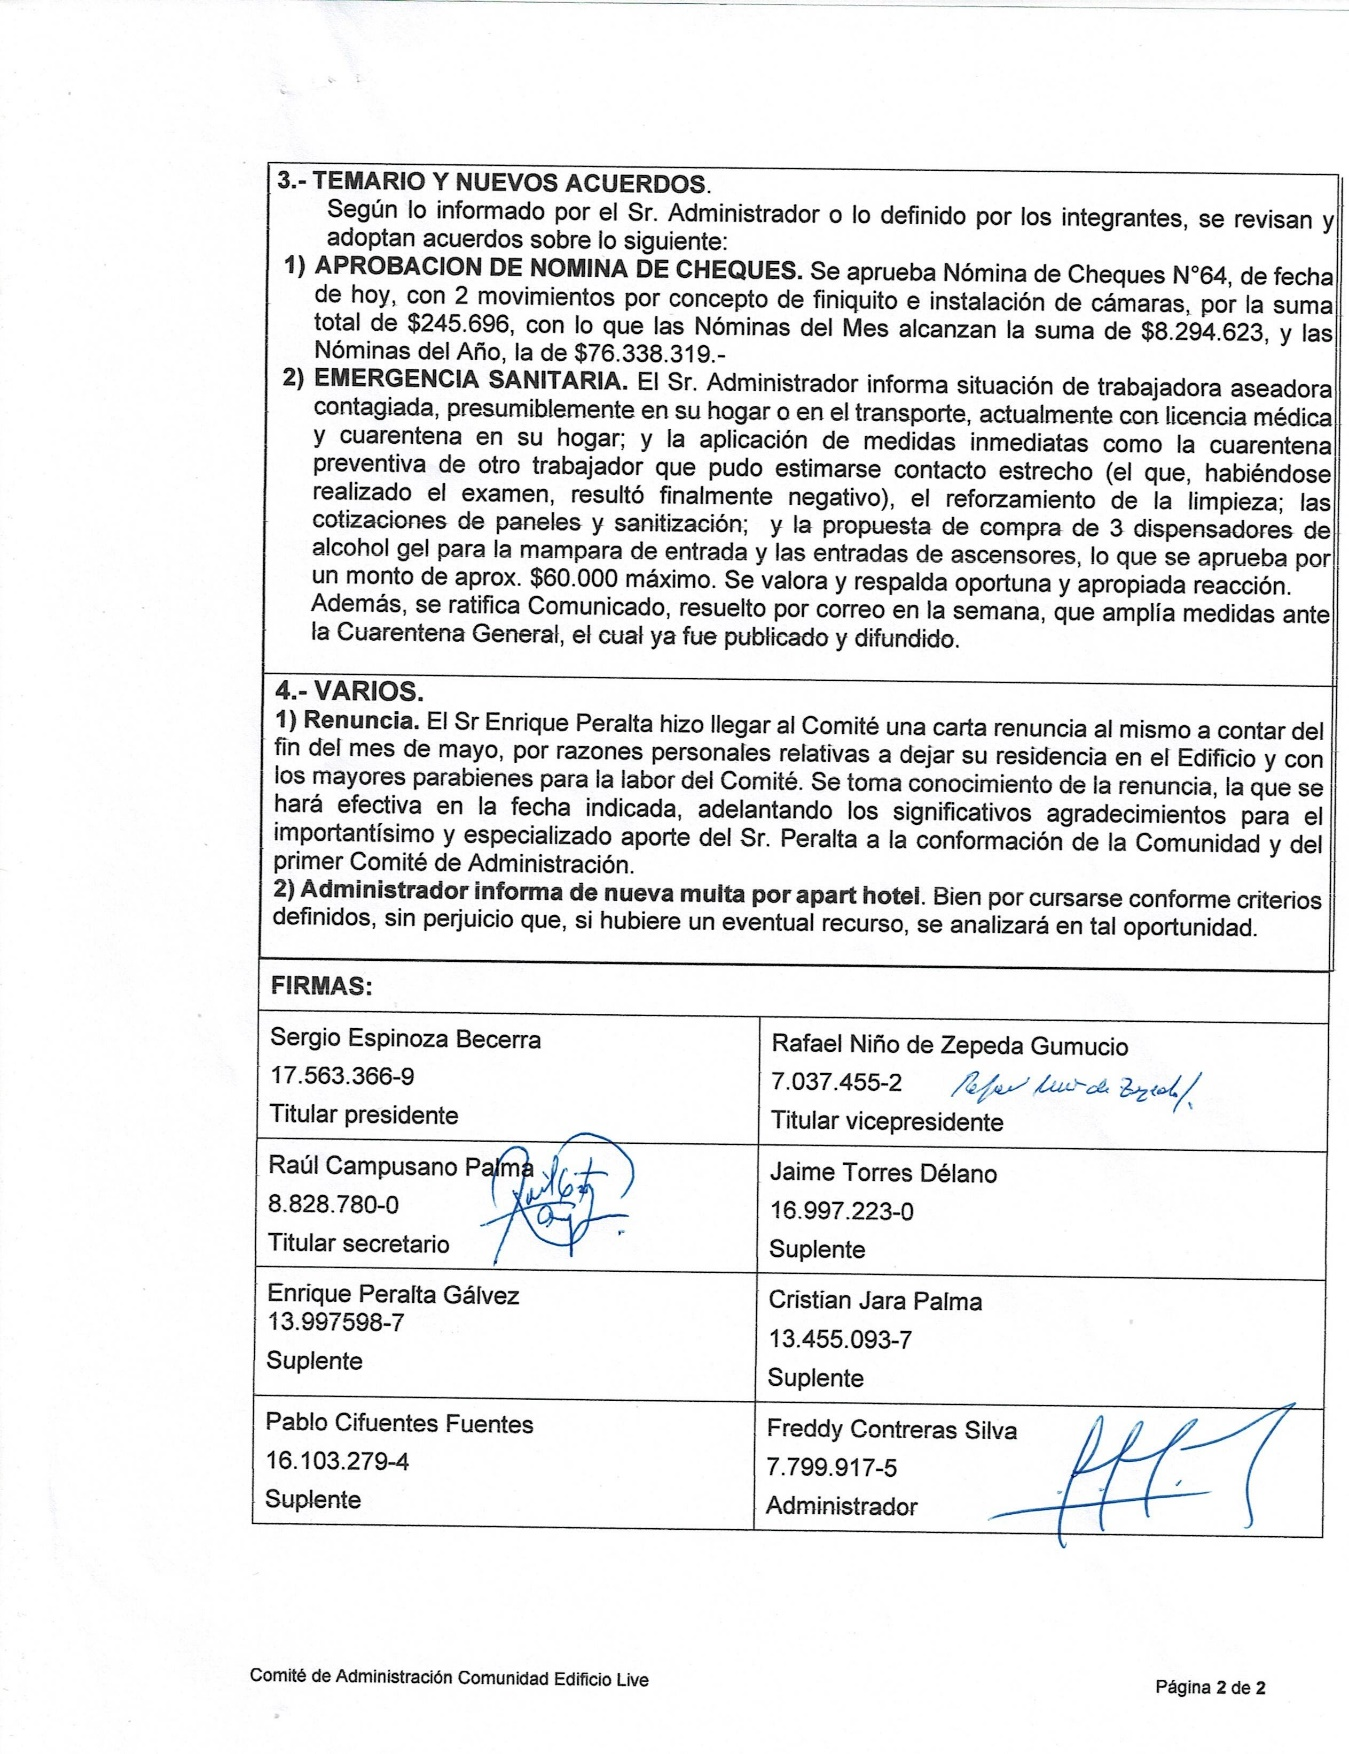 3.- TEMARIO Y NUEVOS ACUERDOS.
Según lo informado por el Sr. Administrador o lo definido por los integrantes, se revisan y
adoptan acuerdos sobre lo siguiente:
1) APROBACION DE NOMINA DE CHEQUES. Se aprueba Nómina de Cheques N°64, de fecha
de hoy, con 2 movimientos por concepto de finiquito e instalación de cámaras, por la suma
total de $245.696, con lo que las Nóminas del Mes alcanzan la suma de $8.294.623, y las
Nóminas del Año, la de $76.338.319.-
2) EMERGENCIA SANITARIA. El Sr. Administrador informa situación de trabajadora aseadora
contagiada, presumiblemente en su hogar o en el transporte, actualmente con licencia médica
y cuarentena en su hogar; y la aplicación de medidas inmediatas como la cuarentena
preventiva de otro trabajador que pudo estimarse contacto estrecho (el que, habiéndose
realizado el examen, resultó finalmente negativo), el reforzamiento de la limpieza; las
cotizaciones de paneles y sanitización; y la propuesta de compra de 3 dispensadores de
alcohol gel para la mampara de entrada y las entradas de ascensores, lo que se aprueba por
un monto de aprox. $60.000 máximo. Se valora y respalda oportuna y apropiada reacción.
Además, se ratifica Comunicado, resuelto por correo en la semana, que amplía medidas ante
la Cuarentena General, el cual ya fue publicado y difundido.
4.- VARIOS.
1) Renuncia. El Sr Enrique Peralta hizo llegar al Comité una carta renuncia al mismo a contar del
fin del mes de mayo, por razones personales relativas a dejar su residencia en el Edificio y con
los mayores parabienes para la labor del Comité. Se toma conocimiento de la renuncia, la que se
hará efectiva en la fecha indicada, adelantando los significativos agradecimientos para el
importantísimo y especializado aporte del Sr. Peralta a la conformación de la Comunidad y del
primer Comité de Administración.
2) Administrador informa de nueva multa por apart hotel. Bien por cursarse conforme criterios
definidos, sin perjuicio que, si hubiere un eventual recurso, se analizará en tal oportunidad.
FIRMAS:
Sergio Espinoza Becerra
17.563.366-9
Titular presidente
Rafael Niño de Zepeda Gumucio
7.037.455-2
Titular vicepresidente
Raúl Campusano Palma
8.828.780-0
Titular secretario
Jaime Torres Délano
16.997.223-0
Suplente
Enrique Peralta Gálvez
13.997598-7
Suplente
Cristian Jara Palma
13.455.093-7
Suplente
Pablo Cifuentes Fuentes
16.103.279-4
Suplente
Freddy Contreras Silva
7.799.917-5
Administrador
Comité de Administración Comunidad Edificio Live
Página 2 de 2